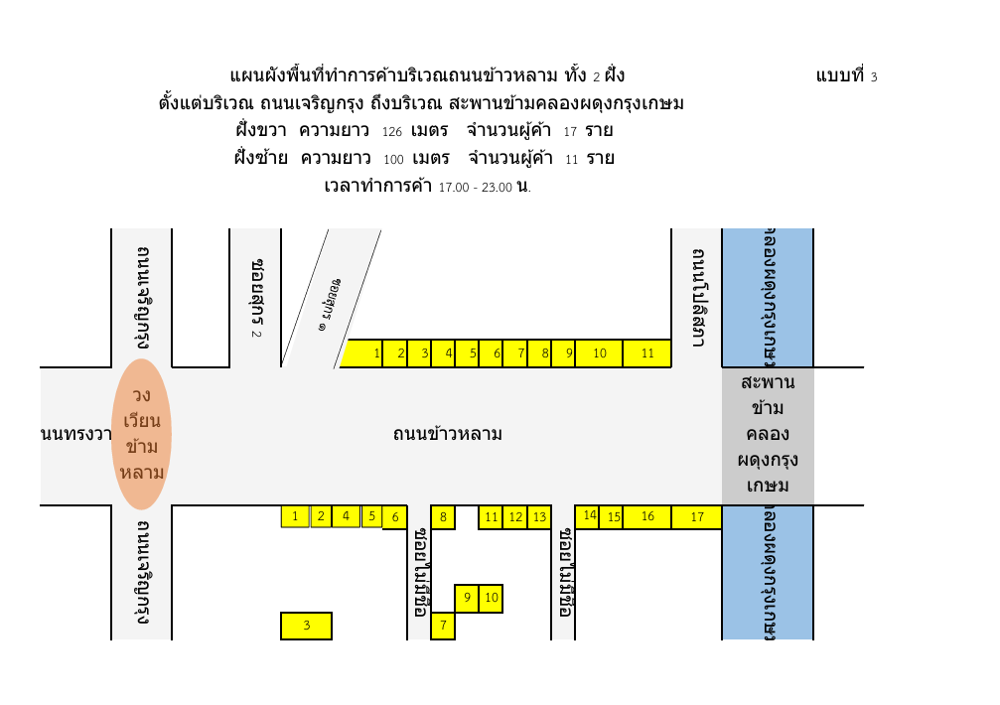 แผนผังพื้นที่ทำการค้าบริเวณถนนข้าวหลาม ทั้ง 2 ฝั่ง
แบบที่ 3
ตั้งแต่บริเวณ ถนนเจริญกรุง ถึงบริเวณ สะพานข้ามคลองผดุงกรุงเกษม
ฝั่งขวา ความยาว 126 เมตร จำนวนผู้ค้า 17 ราย
ฝั่งซ้าย ความยาว 100 เมตร จำนวนผู้ค้า 11 ราย
เวลาทำการค้า 17.00 - 23.00 น.
ถนนเจริญกรุง
ซอยสุกร 2
ซอยสุกร ๑
ถนนโปลิสภา
คลองผดุงกรุงเกษม
1 2 3 4 5 6 7 8 9 10 11
นนทรงวา
วง
เวียน
ข้าม
หลาม
ถนนข้าวหลาม
สะพาน
ข้าม
คลอง
ผดุงกรุง
เกษม
1 2 4 5 6 8 11 12 13 14 15 16 17
ถนนเจริญกรุง
ซอยไม่มีชื่อ
ซอยไม่มีชื่อ
ลองผดุงกรุงเกษม
9 10
3
7